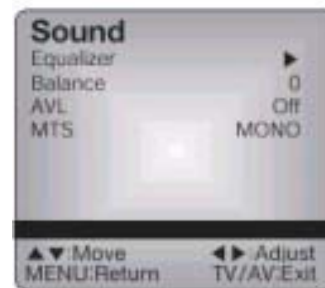 Sound
Equalizer ▶
Balance 0
AVL Off
MTS MONO
▲▼:Move ◀▶:Adjust
MENU:Return TV/AV:Exit